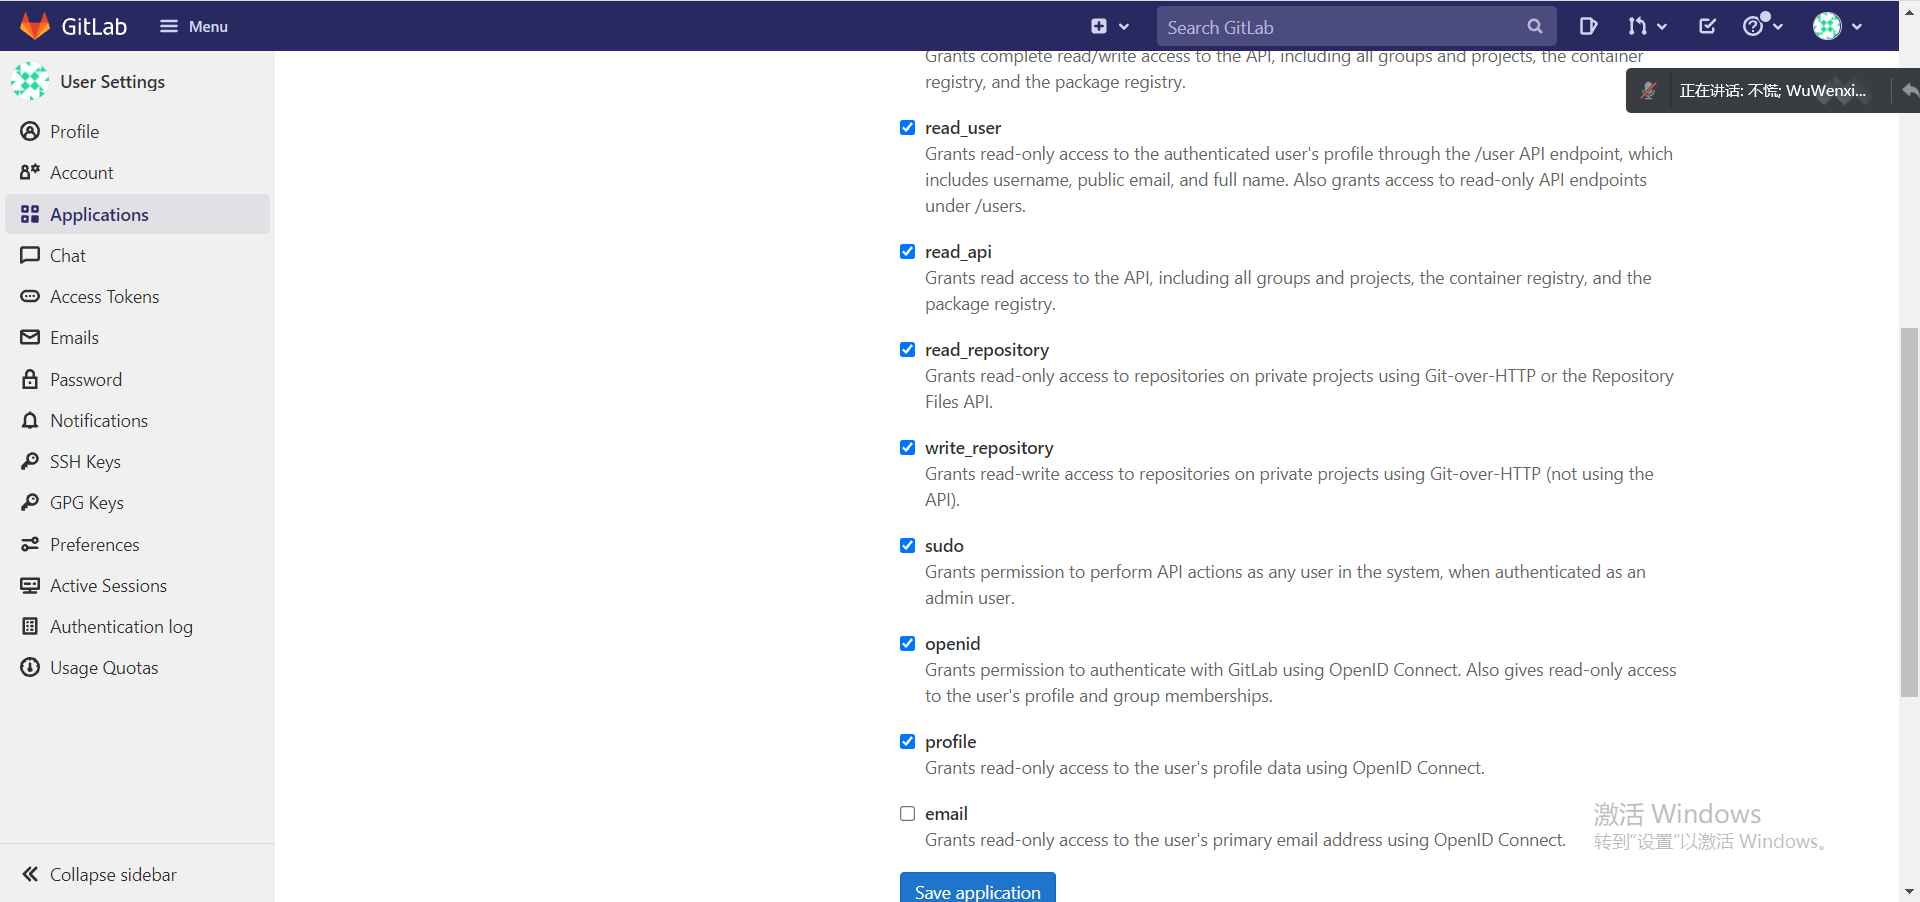 GitLab
Menu
Search GitLab
User Settings
Profile
Account
Applications
Chat
Access Tokens
Emails
Password
Notifications
SSH Keys
GPG Keys
Preferences
Active Sessions
Authentication log
Usage Quotas
Collapse sidebar
Grants complete read/write access to the API, including all groups and projects, the container
registry, and the package registry.
正在讲话: 不慌; WuWenxi...
read_user
Grants read-only access to the authenticated user's profile through the /user API endpoint, which
includes username, public email, and full name. Also grants access to read-only API endpoints
under /users.
read_api
Grants read access to the API, including all groups and projects, the container registry, and the
package registry.
read_repository
Grants read-only access to repositories on private projects using Git-over-HTTP or the Repository
Files API.
write_repository
Grants read-write access to repositories on private projects using Git-over-HTTP (not using the
API).
sudo
Grants permission to perform API actions as any user in the system, when authenticated as an
admin user.
openid
Grants permission to authenticate with GitLab using OpenID Connect. Also gives read-only access
to the user's profile and group memberships.
profile
Grants read-only access to the user's profile data using OpenID Connect.
email
Grants read-only access to the user's primary email address using OpenID Connect.
Save application
激活 Windows
转到“设置”以激活 Windows。